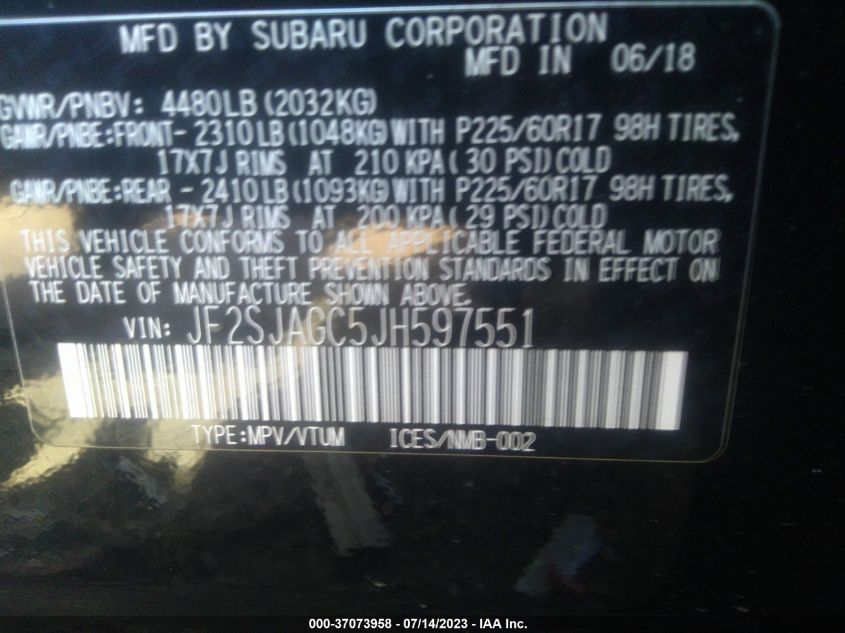 MFD BY SUBARU CORPORATION
MFD IN 06/18
GVWR/PNBV: 4480LB(2032KG)
GAWR/PNBE:FRONT- 2310LB(1048KG)WITH P225/60R17 98H TIRES,
17X7J RIMS AT 210 KPA(30 PSI)COLD
GAWR/PNBE:REAR - 2410LB(1093KG)WITH P225/60R17 98H TIRES,
17X7J RIMS AT 200 KPA(29 PSI)COLD
THIS VEHICLE CONFORMS TO ALL APPLICABLE FEDERAL MOTOR
VEHICLE SAFETY AND THEFT PREVENTION STANDARDS IN EFFECT ON
THE DATE OF MANUFACTURE SHOWN ABOVE.
VIN: JF2SJAGC5JH597551
TYPE:MPV/VTUM ICES/NMB-002
000-37073958 - 07/14/2023 - IAA Inc.